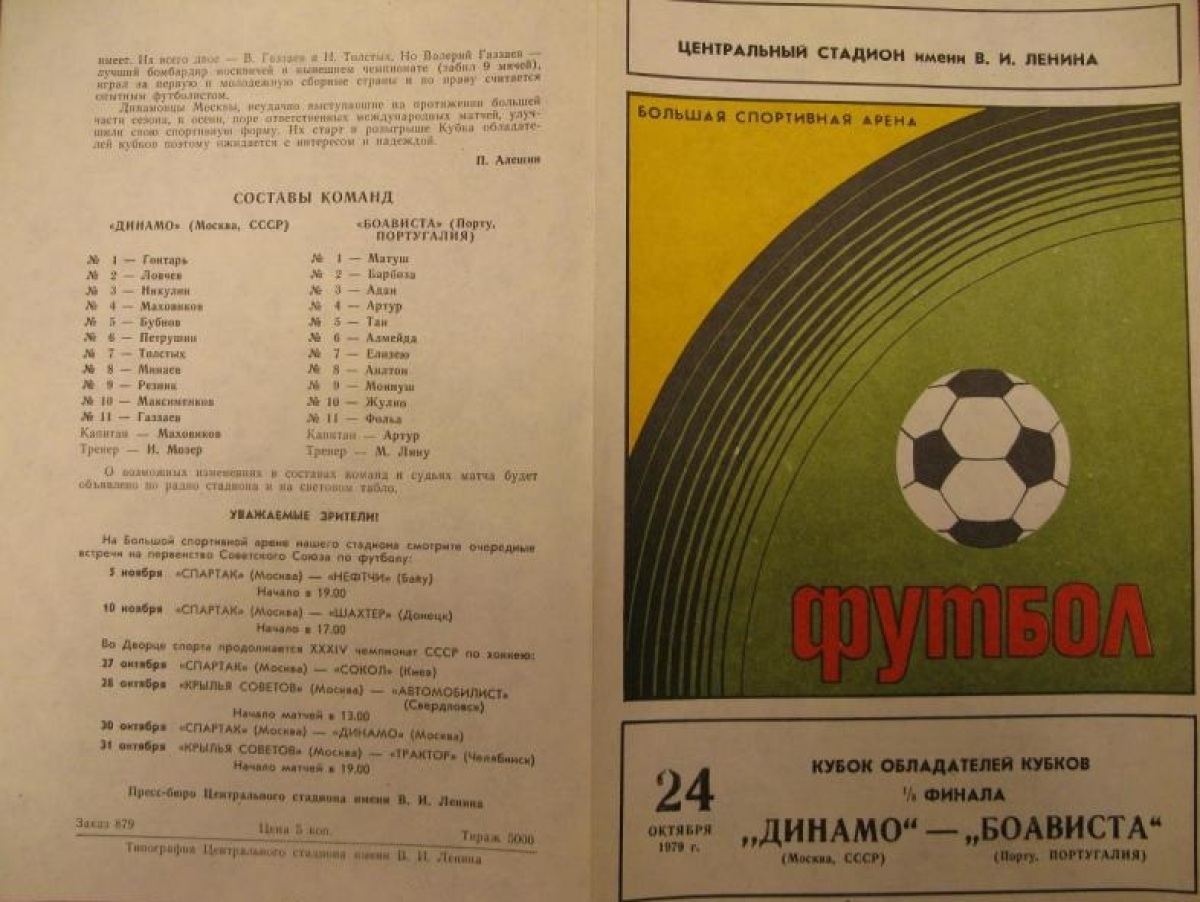 имеет. Их всего двое — В. Газзаев и Н. Толстых. Но Валерий Газзаев —
лучший бомбардир москвичей в нынешнем чемпионате (забил 9 мячей),
играл за первую и молодежную сборные страны и по праву считается
опытным футболистом.
Динамовцы Москвы, неудачно выступавшие на протяжении большей
части сезона, к осени, поре ответственных международных матчей, улуч-
шили свою спортивную форму. Их старт в розыгрыше Кубка обладате-
лей кубков поэтому ожидается с интересом и надеждой.
П. Алешин
СОСТАВЫ КОМАНД
«ДИНАМО» (Москва, СССР)
№ 1 — Гонтарь
№ 2 — Ловчев
№ 3 — Никулин
№ 4 — Маховиков
№ 5 — Бубнов
№ 6 — Петрушин
№ 7 — Толстых
№ 8 — Минаев
№ 9 — Резник
№ 10 — Максименков
№ 11 — Газзаев
Капитан — Маховиков
Тренер — И. Мозер
«БОАВИСТА» (Порту,
ПОРТУГАЛИЯ)
№ 1 — Матуш
№ 2 — Барбоза
№ 3 — Адан
№ 4 — Артур
№ 5 — Таи
№ 6 — Алмейда
№ 7 — Елизею
№ 8 — Анатон
№ 9 — Моинуш
№ 10 — Жулио
№ 11 — Фольа
Капитан — Артур
Тренер — М. Лину
О возможных изменениях в составах команд и судьях матча будет
объявлено по радио стадиона и на световом табло.
УВАЖАЕМЫЕ ЗРИТЕЛИ!
На Большой спортивной арене нашего стадиона смотрите очередные
встречи на первенство Советского Союза по футболу:
5 ноября «СПАРТАК» (Москва) — «НЕФТЧИ» (Баку)
Начало в 19.00
10 ноября «СПАРТАК» (Москва) — «ШАХТЕР» (Донецк)
Начало в 17.00
Во Дворце спорта продолжается XXXIV чемпионат СССР по хоккею:
27 октября «СПАРТАК» (Москва) — «СОКОЛ» (Киев)
28 октября «КРЫЛЬЯ СОВЕТОВ» (Москва) — «АВТОМОБИЛИСТ»
(Свердловск)
Начало матчей в 13.00
30 октября «СПАРТАК» (Москва) — «ДИНАМО» (Москва)
31 октября «КРЫЛЬЯ СОВЕТОВ» (Москва) — «ТРАКТОР» (Челябинск)
Начало матчей в 19.00
Пресс-бюро Центрального стадиона имени В. И. Ленина
Заказ 879 Цена 5 коп. Тираж 5000
Типография Центрального стадиона имени В. И. Ленина
ЦЕНТРАЛЬНЫЙ СТАДИОН имени В. И. ЛЕНИНА
БОЛЬШАЯ СПОРТИВНАЯ АРЕНА
ФУТБОЛ
24
ОКТЯБРЯ
1979 г.
КУБОК ОБЛАДАТЕЛЕЙ КУБКОВ
1/8 ФИНАЛА
„ДИНАМО“ — „БОАВИСТА“
(Москва, СССР) (Порту, ПОРТУГАЛИЯ)